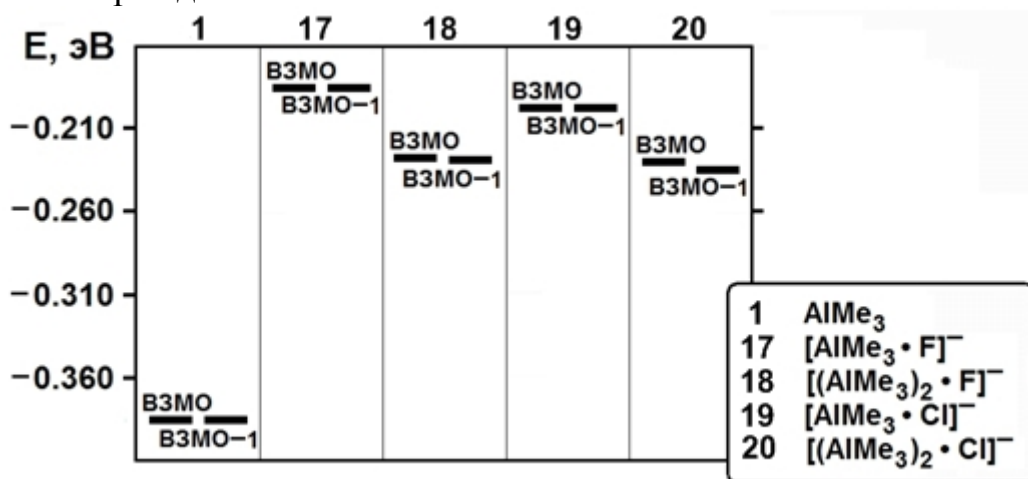 1 17 18 19 20
E, эВ
ВЗМО
ВЗМО−1
ВЗМО
ВЗМО−1
ВЗМО
ВЗМО−1
ВЗМО
ВЗМО−1
−0.210
−0.260
−0.310
−0.360
ВЗМО
ВЗМО−1
1 AlMe₃
17 [AlMe₃ • F]⁻
18 [(AlMe₃)₂ • F]⁻
19 [AlMe₃ • Cl]⁻
20 [(AlMe₃)₂ • Cl]⁻